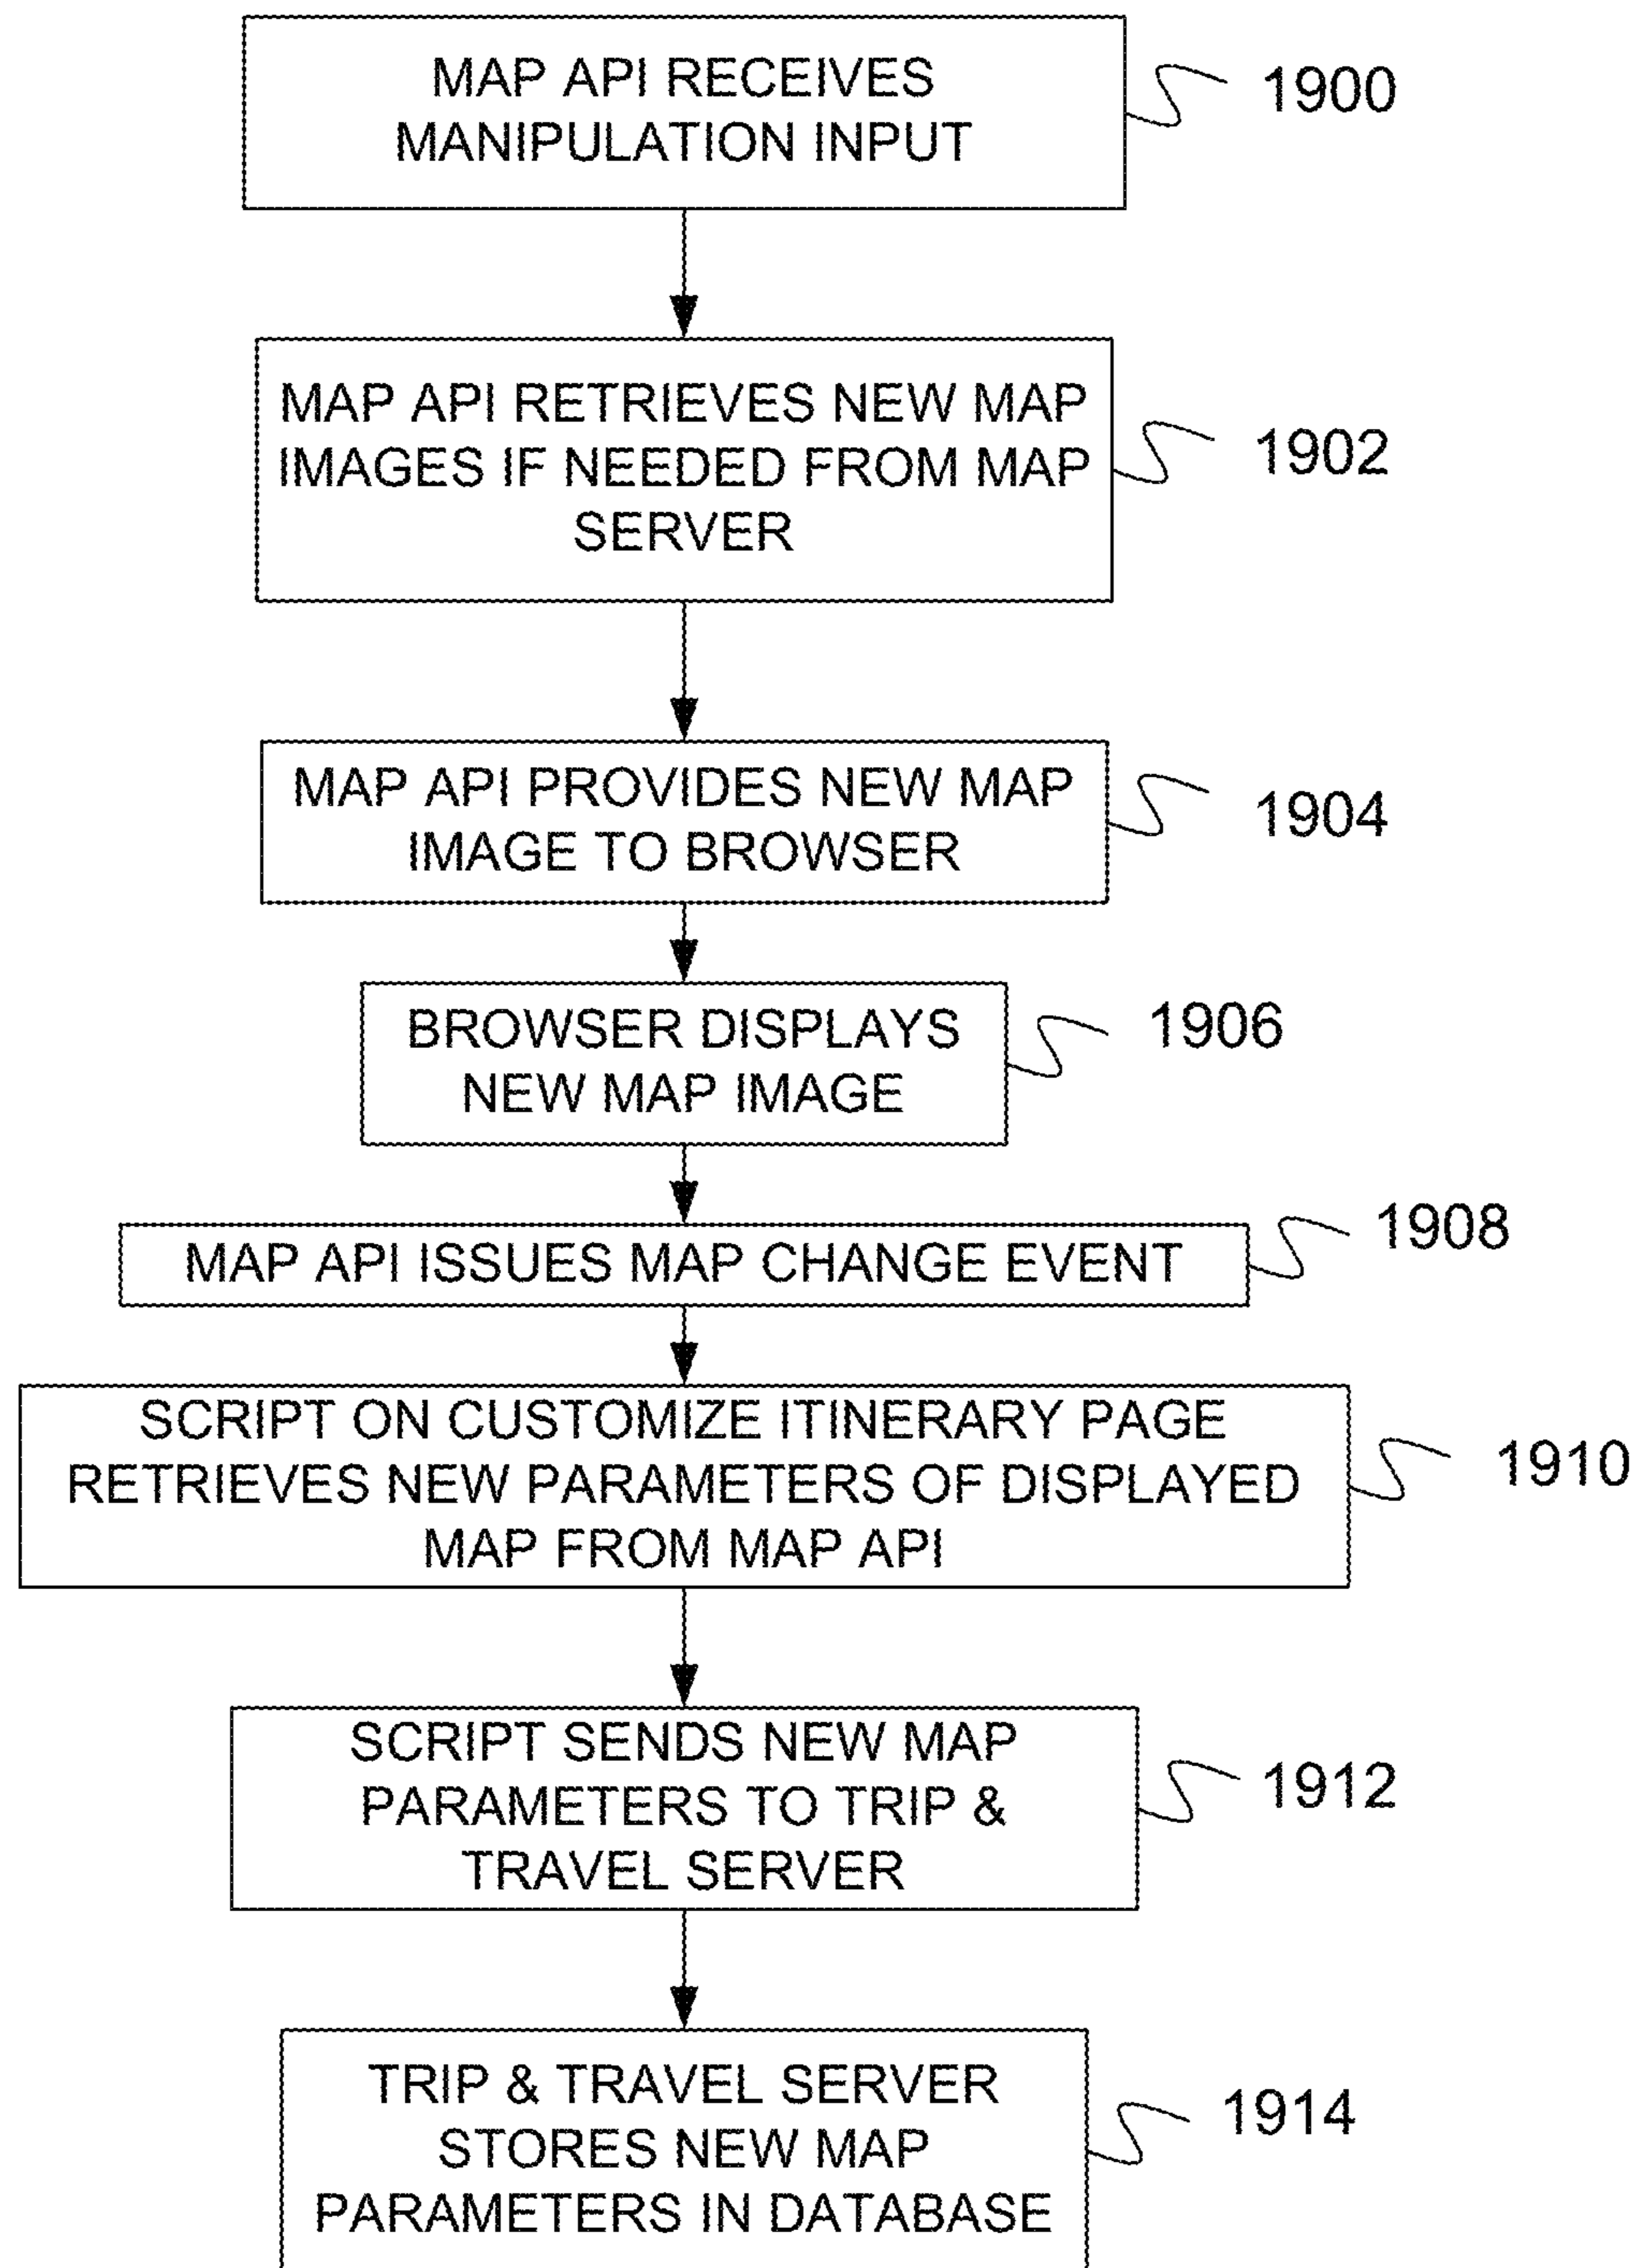 MAP API RECEIVES
MANIPULATION INPUT
1900
MAP API RETRIEVES NEW MAP
IMAGES IF NEEDED FROM MAP
SERVER
1902
MAP API PROVIDES NEW MAP
IMAGE TO BROWSER
1904
BROWSER DISPLAYS
NEW MAP IMAGE
1906
MAP API ISSUES MAP CHANGE EVENT
1908
SCRIPT ON CUSTOMIZE ITINERARY PAGE
RETRIEVES NEW PARAMETERS OF DISPLAYED
MAP FROM MAP API
1910
SCRIPT SENDS NEW MAP
PARAMETERS TO TRIP &
TRAVEL SERVER
1912
TRIP & TRAVEL SERVER
STORES NEW MAP
PARAMETERS IN DATABASE
1914